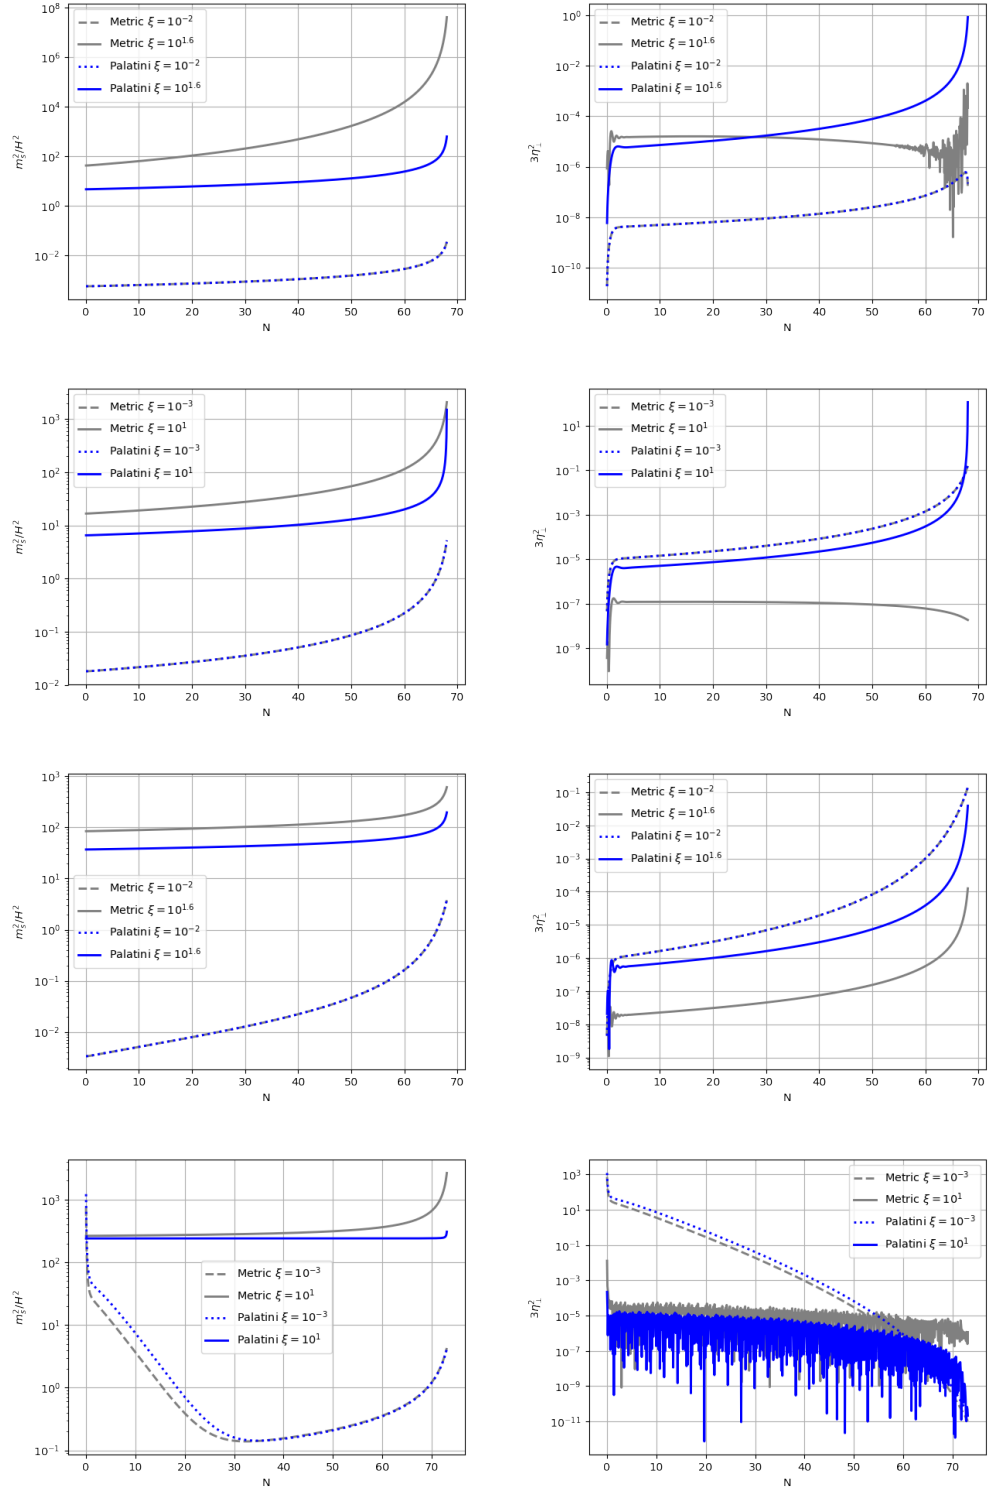 10^8
10^6
10^4
10^2
10^0
10^-2
m_s^2/H^2
Metric ξ = 10^-2
Metric ξ = 10^1.6
Palatini ξ = 10^-2
Palatini ξ = 10^1.6
0 10 20 30 40 50 60 70
N
10^0
10^-2
10^-4
10^-6
10^-8
10^-10
3η_⊥^2
Metric ξ = 10^-2
Metric ξ = 10^1.6
Palatini ξ = 10^-2
Palatini ξ = 10^1.6
0 10 20 30 40 50 60 70
N
10^3
10^2
10^1
10^0
10^-1
10^-2
m_s^2/H^2
Metric ξ = 10^-3
Metric ξ = 10^1
Palatini ξ = 10^-3
Palatini ξ = 10^1
0 10 20 30 40 50 60 70
N
10^1
10^-1
10^-3
10^-5
10^-7
10^-9
3η_⊥^2
Metric ξ = 10^-3
Metric ξ = 10^1
Palatini ξ = 10^-3
Palatini ξ = 10^1
0 10 20 30 40 50 60 70
N
10^3
10^2
10^1
10^0
10^-1
10^-2
m_s^2/H^2
Metric ξ = 10^-2
Metric ξ = 10^1.6
Palatini ξ = 10^-2
Palatini ξ = 10^1.6
0 10 20 30 40 50 60 70
N
10^-1
10^-2
10^-3
10^-4
10^-5
10^-6
10^-7
10^-8
10^-9
3η_⊥^2
Metric ξ = 10^-2
Metric ξ = 10^1.6
Palatini ξ = 10^-2
Palatini ξ = 10^1.6
0 10 20 30 40 50 60 70
N
10^3
10^2
10^1
10^0
10^-1
m_s^2/H^2
Metric ξ = 10^-3
Metric ξ = 10^1
Palatini ξ = 10^-3
Palatini ξ = 10^1
0 10 20 30 40 50 60 70
N
10^3
10^1
10^-1
10^-3
10^-5
10^-7
10^-9
10^-11
3η_⊥^2
Metric ξ = 10^-3
Metric ξ = 10^1
Palatini ξ = 10^-3
Palatini ξ = 10^1
0 10 20 30 40 50 60 70
N